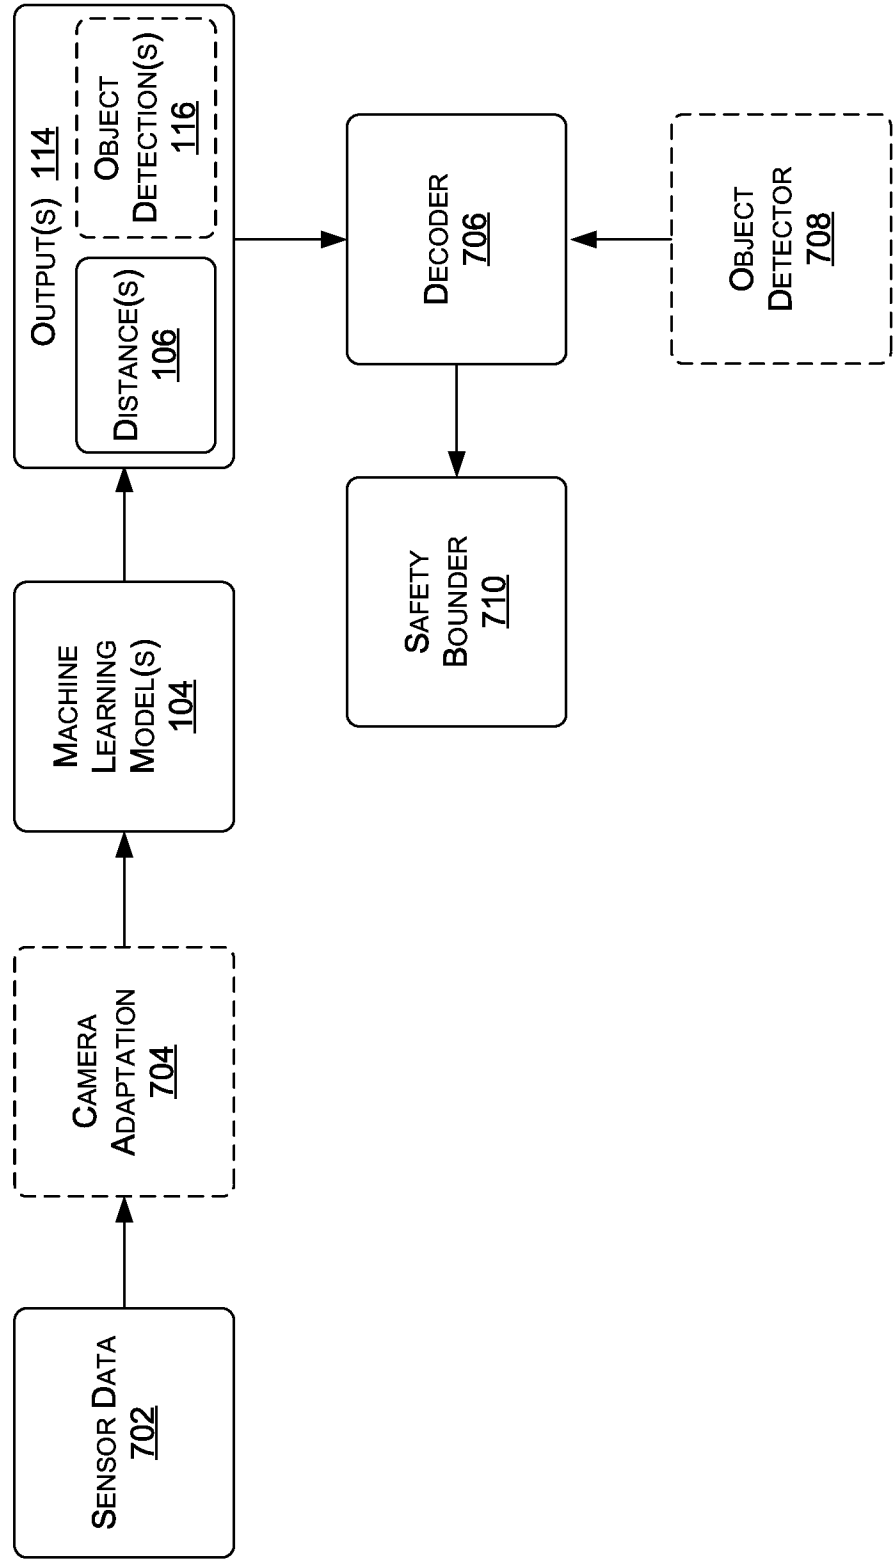 SENSOR DATA
702
CAMERA
ADAPTATION
704
MACHINE
LEARNING
MODEL(S)
104
OUTPUT(S) 114
DISTANCE(S)
106
OBJECT
DETECTION(S)
116
DECODER
706
OBJECT
DETECTOR
708
SAFETY
BOUNDER
710